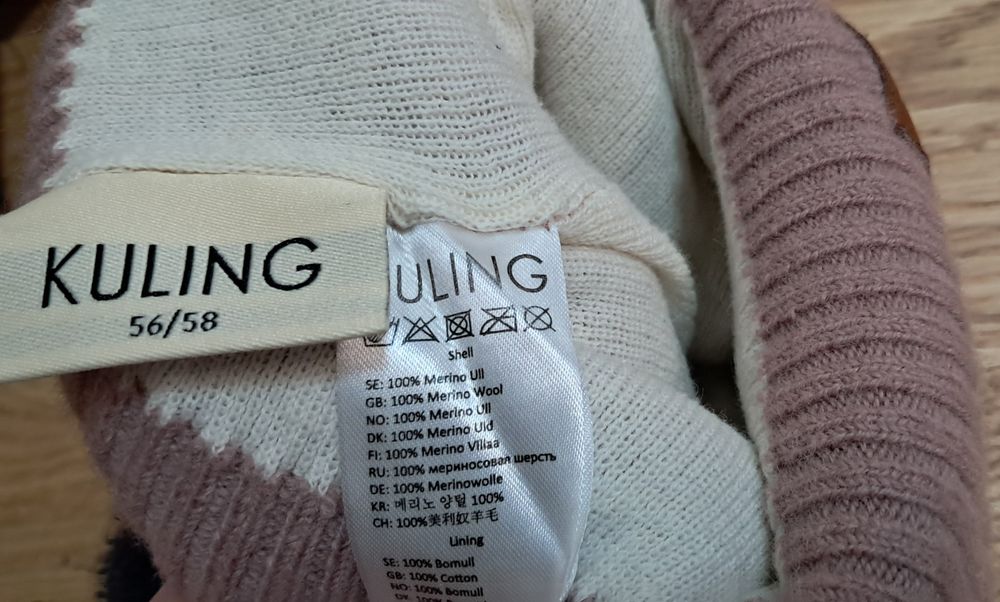 KULING
56/58
ULING
Shell
SE: 100% Merino Ull
GB: 100% Merino Wool
NO: 100% Merino Ull
DK: 100% Merino Uld
FI: 100% Merino Villaa
RU: 100% мериносовая шерсть
DE: 100% Merinowolle
KR: 메리노 양털 100%
CH: 100%美利奴羊毛
Lining
SE: 100% Bomull
GB: 100% Cotton
NO: 100% Bomull
DK: 100%